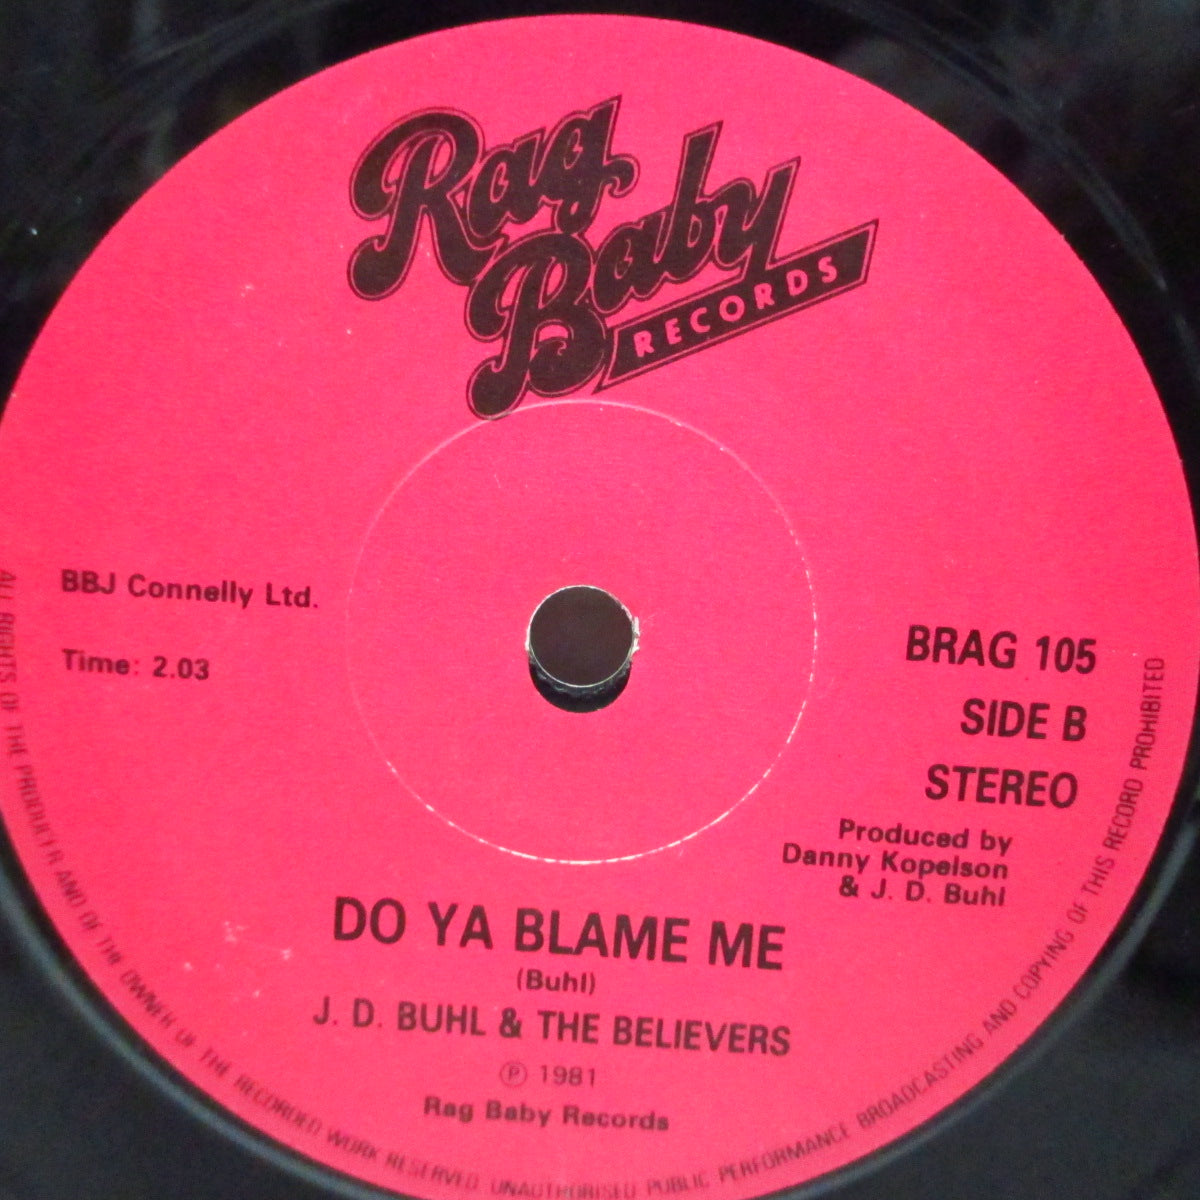 Rag
Baby
RECORDS
BBJ Connelly Ltd.
Time: 2.03
BRAG 105
SIDE B
STEREO
Produced by
Danny Kopelson
& J. D. Buhl
DO YA BLAME ME
(Buhl)
J. D. BUHL & THE BELIEVERS
℗ 1981
Rag Baby Records
ALL RIGHTS OF THE PRODUCER AND OF THE OWNER OF THE RECORDED WORK RESERVED UNAUTHORISED PUBLIC PERFORMANCE BROADCASTING AND COPYING OF THIS RECORD PROHIBITED